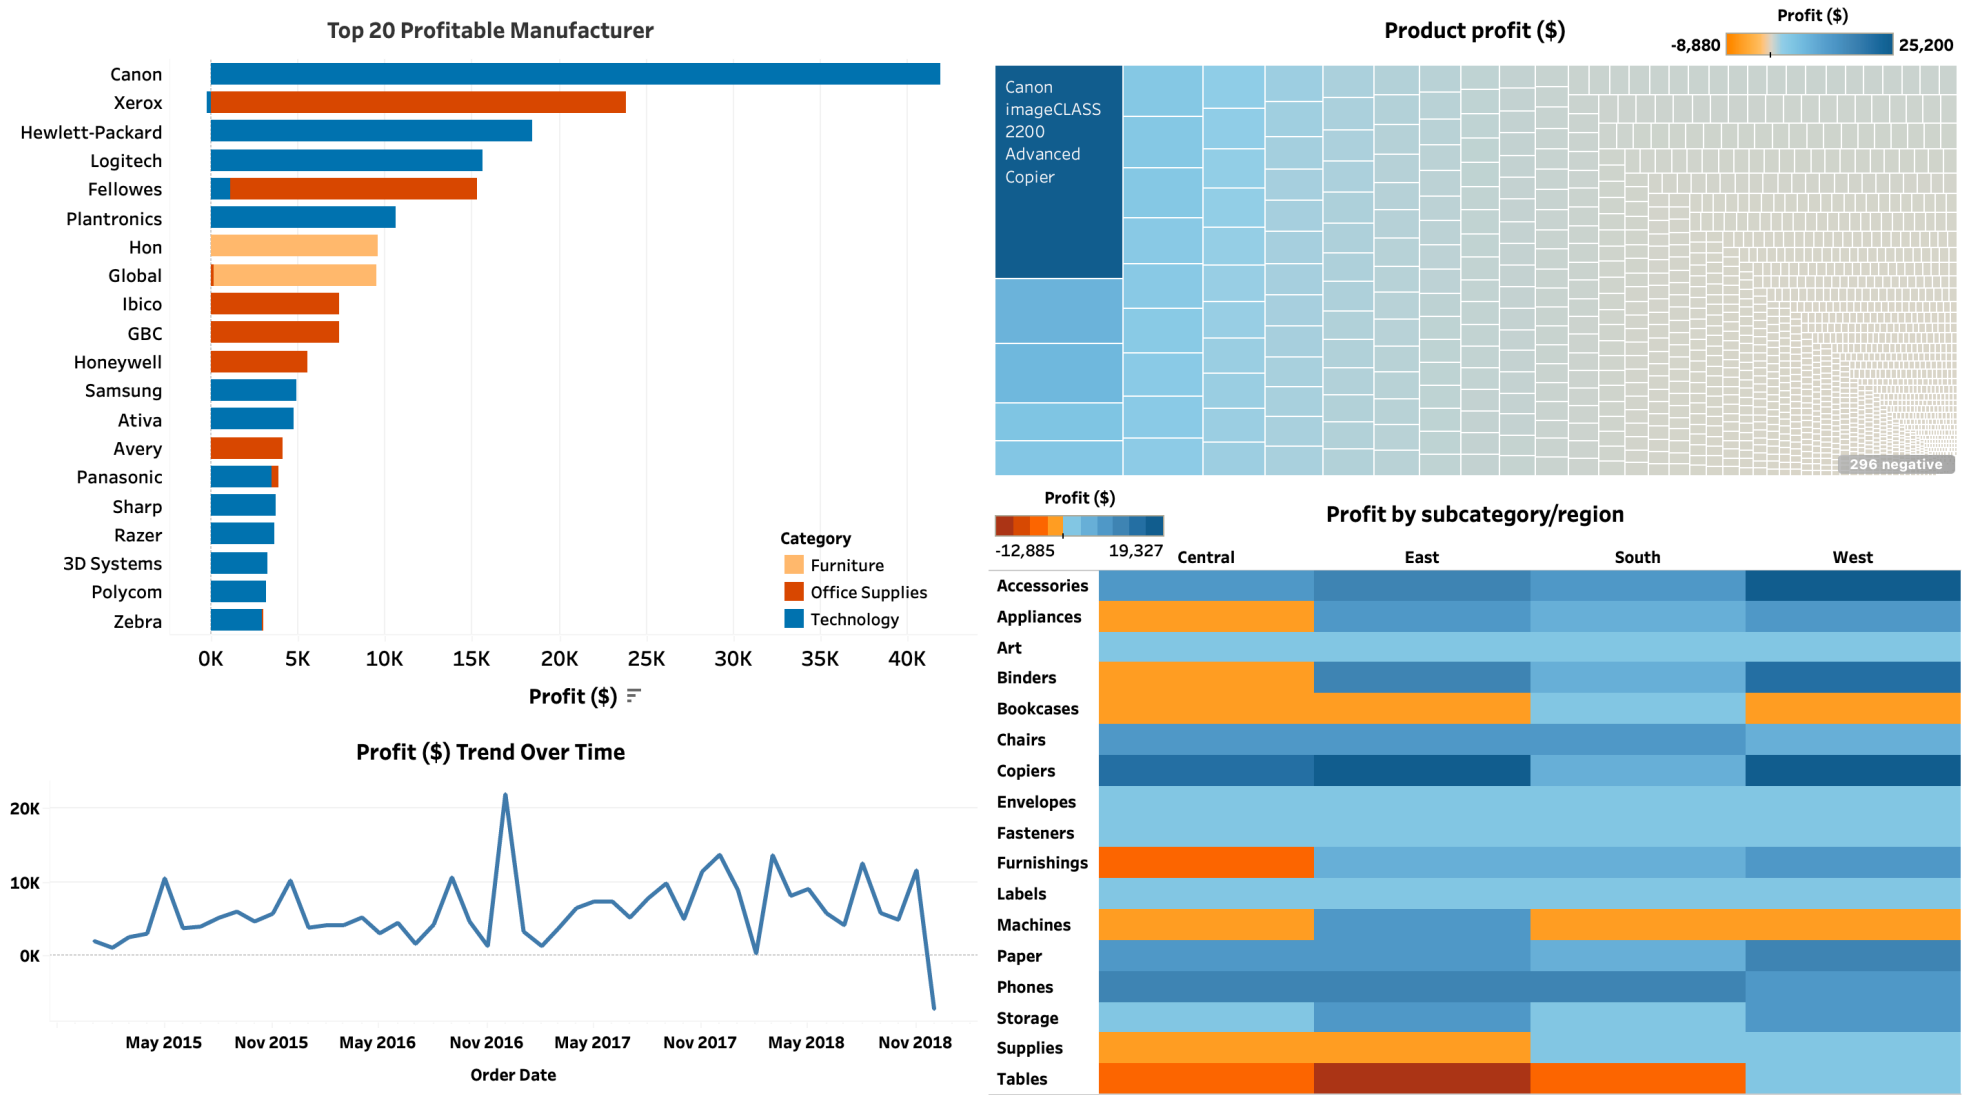 Top 20 Profitable Manufacturer
Canon
Xerox
Hewlett-Packard
Logitech
Fellowes
Plantronics
Hon
Global
Ibico
GBC
Honeywell
Samsung
Ativa
Avery
Panasonic
Sharp
Razer
3D Systems
Polycom
Zebra
Category
Furniture
Office Supplies
Technology
0K 5K 10K 15K 20K 25K 30K 35K 40K
Profit ($)
Profit ($) Trend Over Time
20K
10K
0K
May 2015 Nov 2015 May 2016 Nov 2016 May 2017 Nov 2017 May 2018 Nov 2018
Order Date
Product profit ($)
Profit ($)
-8,880 25,200
Canon
imageCLASS
2200
Advanced
Copier
296 negative
Profit ($)
-12,885 19,327
Profit by subcategory/region
Central East South West
Accessories
Appliances
Art
Binders
Bookcases
Chairs
Copiers
Envelopes
Fasteners
Furnishings
Labels
Machines
Paper
Phones
Storage
Supplies
Tables